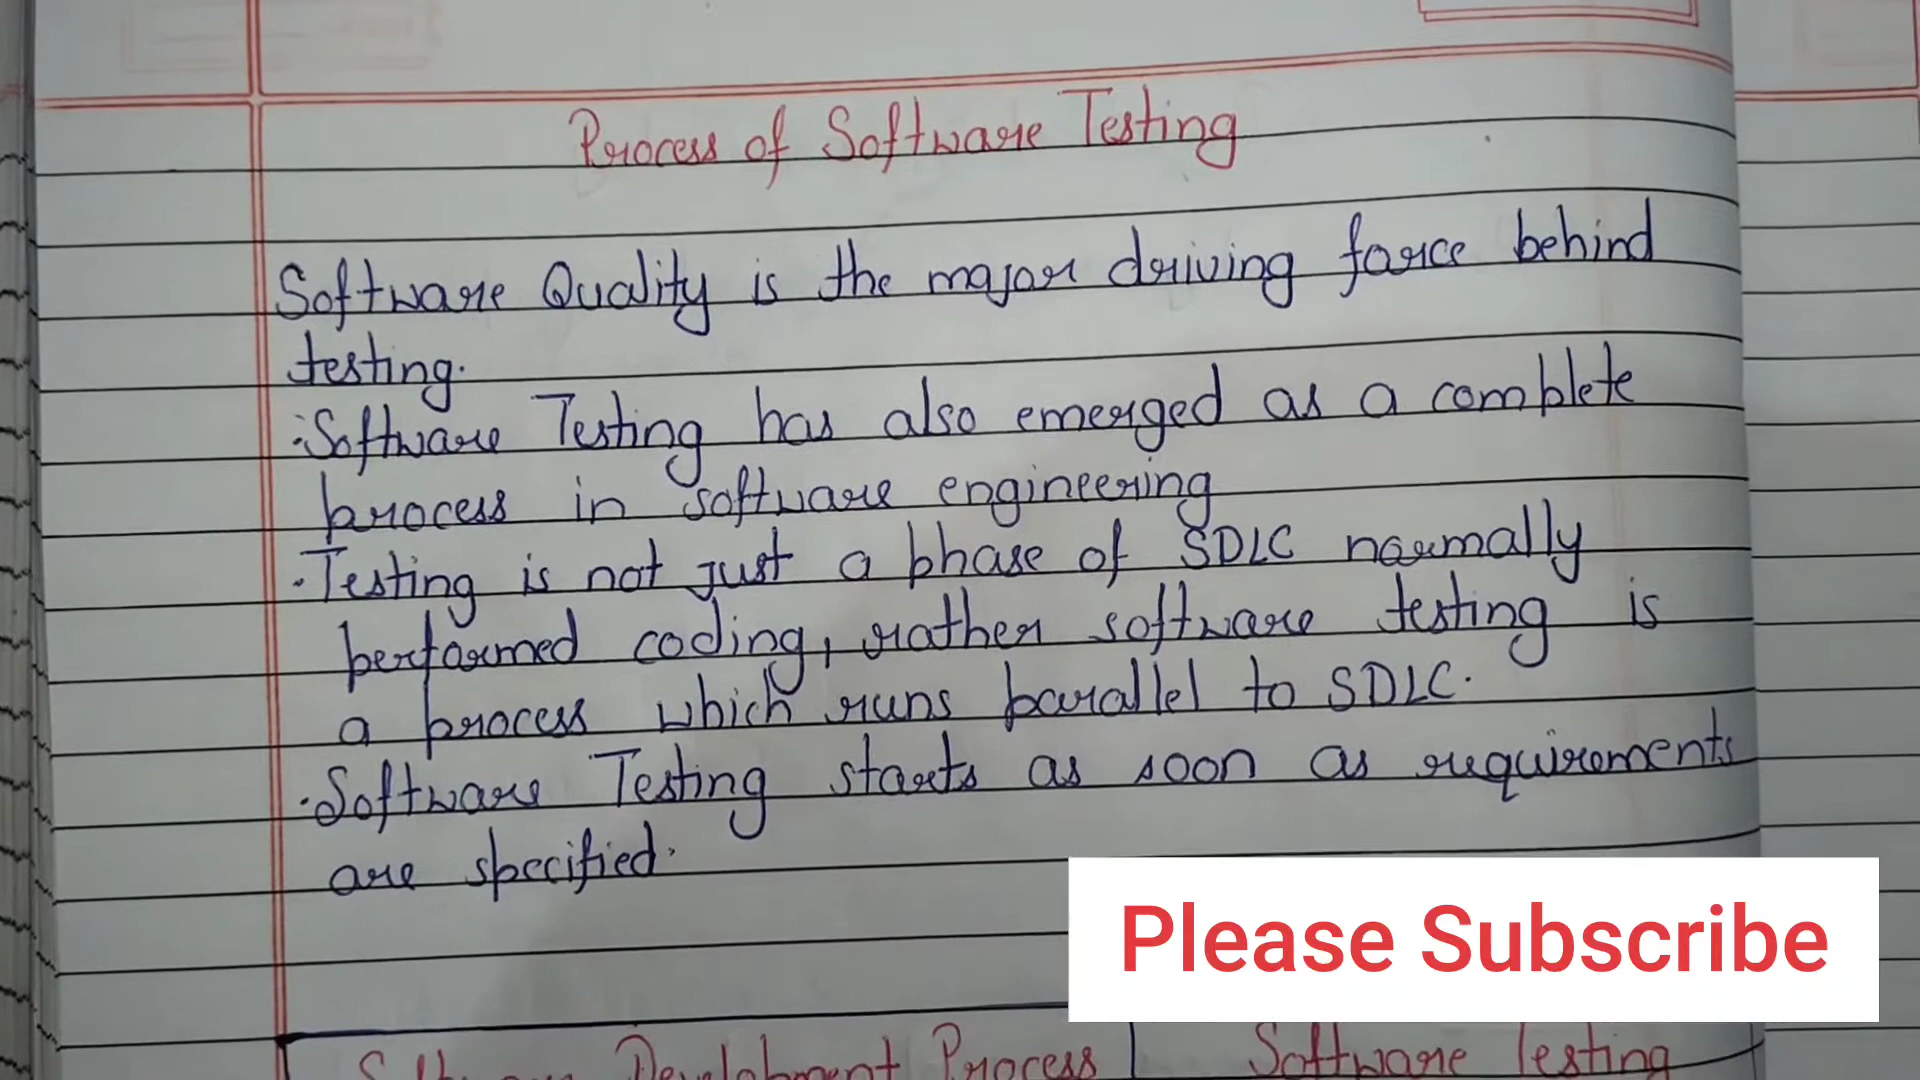 Process of Software Testing
Software Quality is the major driving force behind
testing.
• Software Testing has also emerged as a complete
process in software engineering
• Testing is not just a phase of SDLC normally
performed coding, rather software testing is
a process which runs parallel to SDLC.
• Software Testing starts as soon as requirements
are specified.
Please Subscribe
Software Development Process | Software Testing